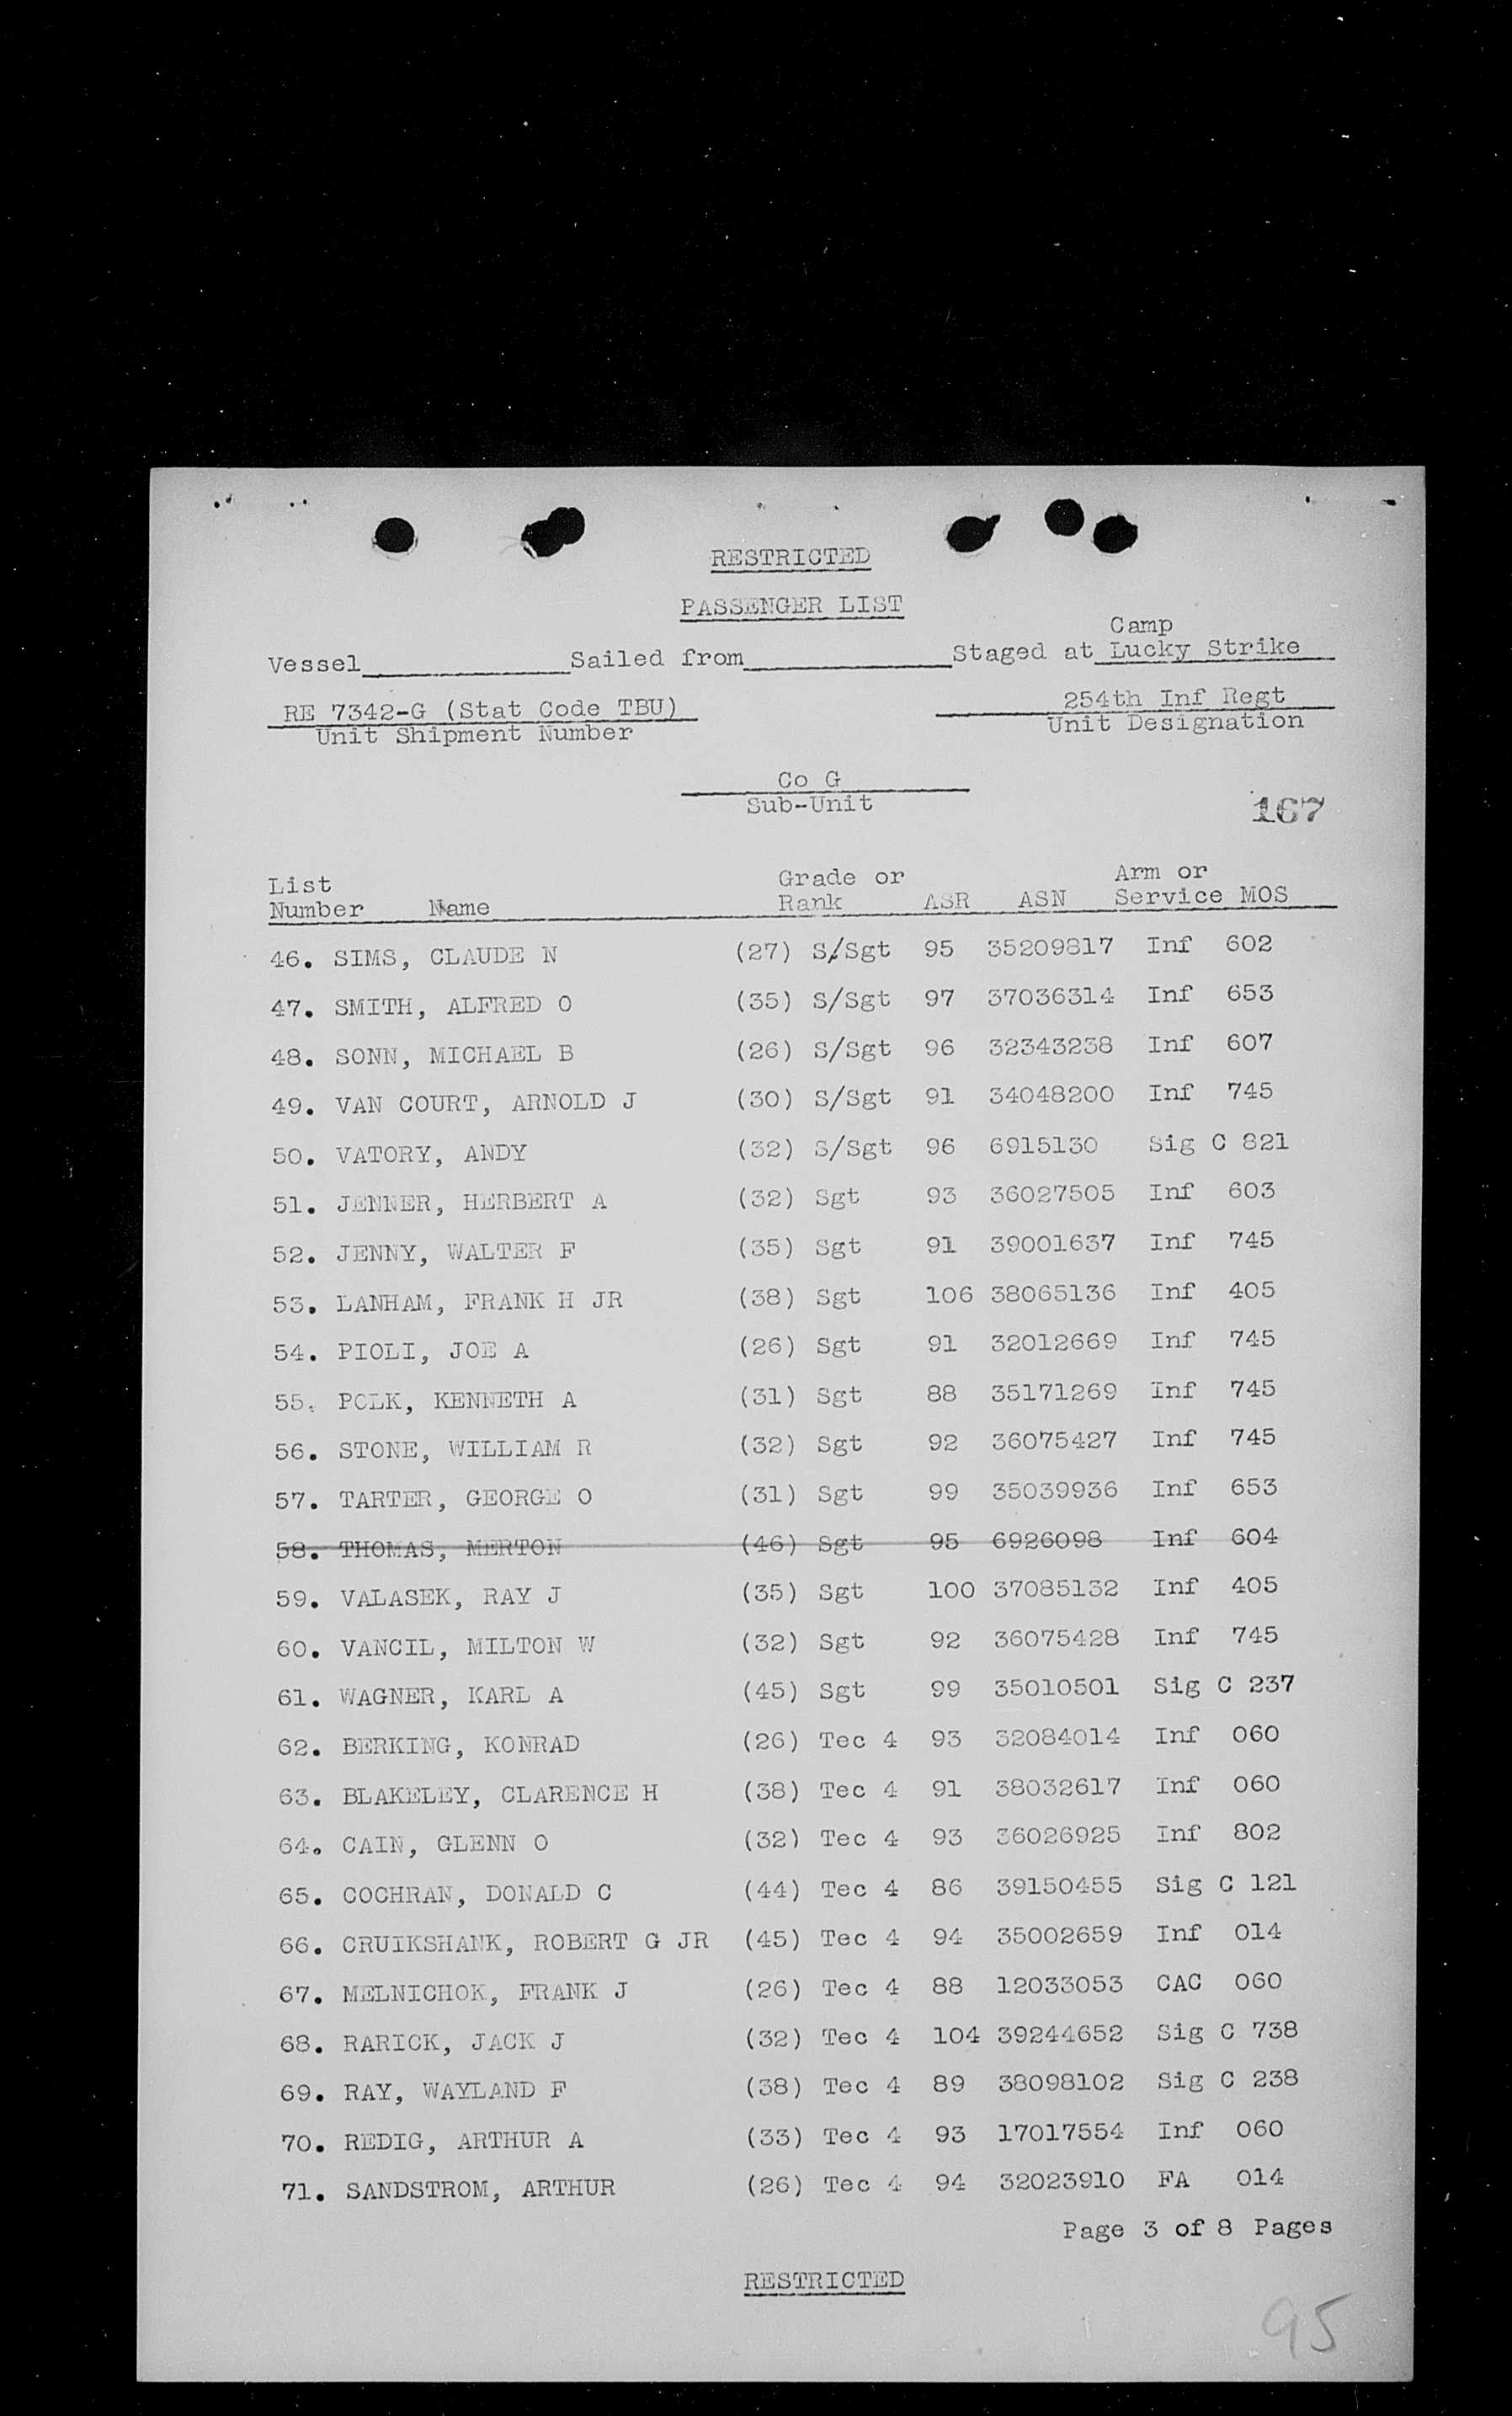 RESTRICTED
PASSENGER LIST
Camp
Vessel Sailed from Staged at Lucky Strike
RE 7342-G (Stat Code TBU) 254th Inf Regt
Unit Shipment Number Unit Designation
Co G
Sub-Unit
167
List Grade or Arm or
Number Name Rank ASR ASN Service MOS
46. SIMS, CLAUDE N (27) S/Sgt 95 35209817 Inf 602
47. SMITH, ALFRED O (35) S/Sgt 97 37036314 Inf 653
48. SONN, MICHAEL B (26) S/Sgt 96 32343238 Inf 607
49. VAN COURT, ARNOLD J (30) S/Sgt 91 34048200 Inf 745
50. VATORY, ANDY (32) S/Sgt 96 6915130 Sig C 821
51. JENNER, HERBERT A (32) Sgt 93 36027505 Inf 603
52. JENNY, WALTER F (35) Sgt 91 39001637 Inf 745
53. LANHAM, FRANK H JR (38) Sgt 106 38065136 Inf 405
54. PIOLI, JOE A (26) Sgt 91 32012669 Inf 745
55. POLK, KENNETH A (31) Sgt 88 35171269 Inf 745
56. STONE, WILLIAM R (32) Sgt 92 36075427 Inf 745
57. TARTER, GEORGE O (31) Sgt 99 35039936 Inf 653
58. THOMAS, MERTON (46) Sgt 95 6926098 Inf 604
59. VALASEK, RAY J (35) Sgt 100 37085132 Inf 405
60. VANCIL, MILTON W (32) Sgt 92 36075428 Inf 745
61. WAGNER, KARL A (45) Sgt 99 35010501 Sig C 237
62. BERKING, KONRAD (26) Tec 4 93 32084014 Inf 060
63. BLAKELEY, CLARENCE H (38) Tec 4 91 38032617 Inf 060
64. CAIN, GLENN O (32) Tec 4 93 36026925 Inf 802
65. COCHRAN, DONALD C (44) Tec 4 86 39150455 Sig C 121
66. CRUIKSHANK, ROBERT G JR (45) Tec 4 94 35002659 Inf 014
67. MELNICHOK, FRANK J (26) Tec 4 88 12033053 CAC 060
68. RARICK, JACK J (32) Tec 4 104 39244652 Sig C 738
69. RAY, WAYLAND F (38) Tec 4 89 38098102 Sig C 238
70. REDIG, ARTHUR A (33) Tec 4 93 17017554 Inf 060
71. SANDSTROM, ARTHUR (26) Tec 4 94 32023910 FA 014
Page 3 of 8 Pages
RESTRICTED
95